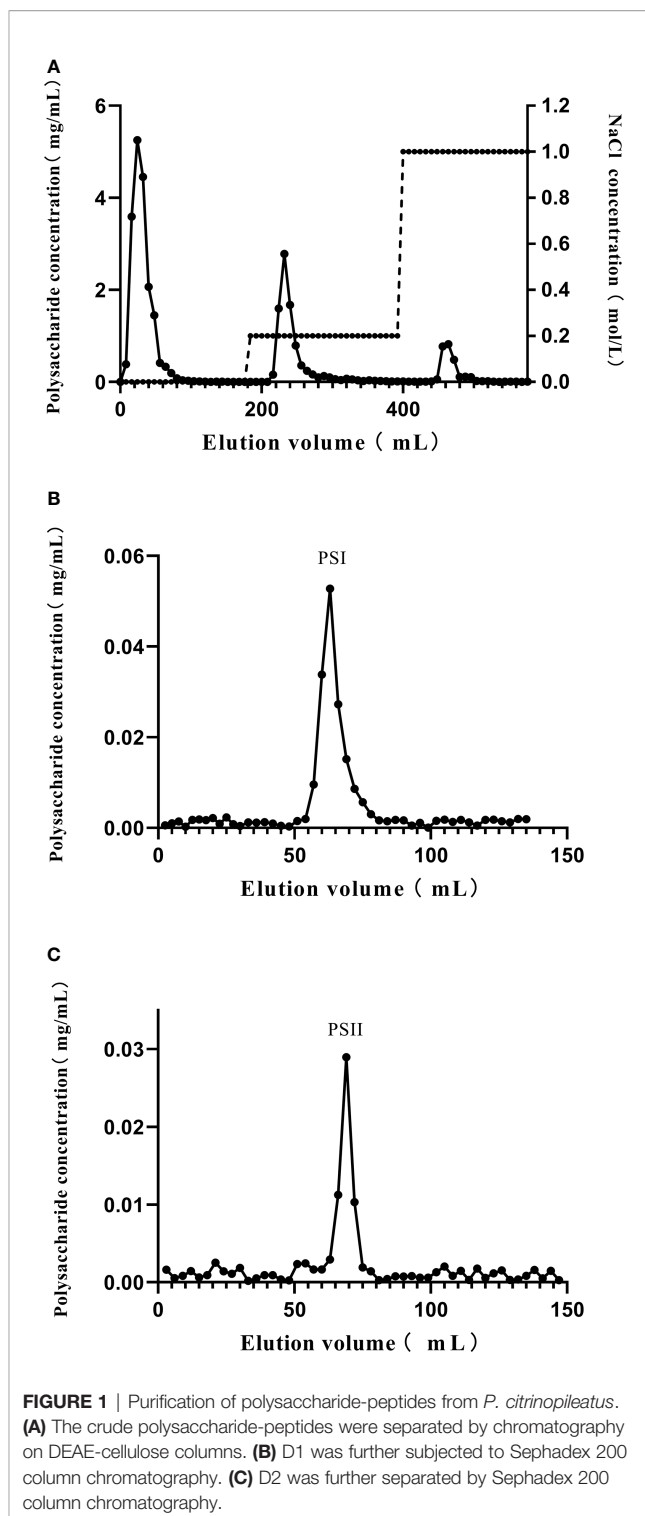 A
Polysaccharide concentration( mg/mL)
6
4
2
0
1.2
1.0
0.8
0.6
0.4
0.2
0.0
NaCl concentration( mol/L)
0 200 400
Elution volume( mL)
B
Polysaccharide concentration( mg/mL)
0.06
0.04
0.02
0.00
PSI
0 50 100 150
Elution volume( mL)
C
Polysaccharide concentration( mg/mL)
0.03
0.02
0.01
0.00
PSII
0 50 100 150
Elution volume( mL)
FIGURE 1 | Purification of polysaccharide-peptides from P. citrinopileatus.
(A) The crude polysaccharide-peptides were separated by chromatography
on DEAE-cellulose columns. (B) D1 was further subjected to Sephadex 200
column chromatography. (C) D2 was further separated by Sephadex 200
column chromatography.